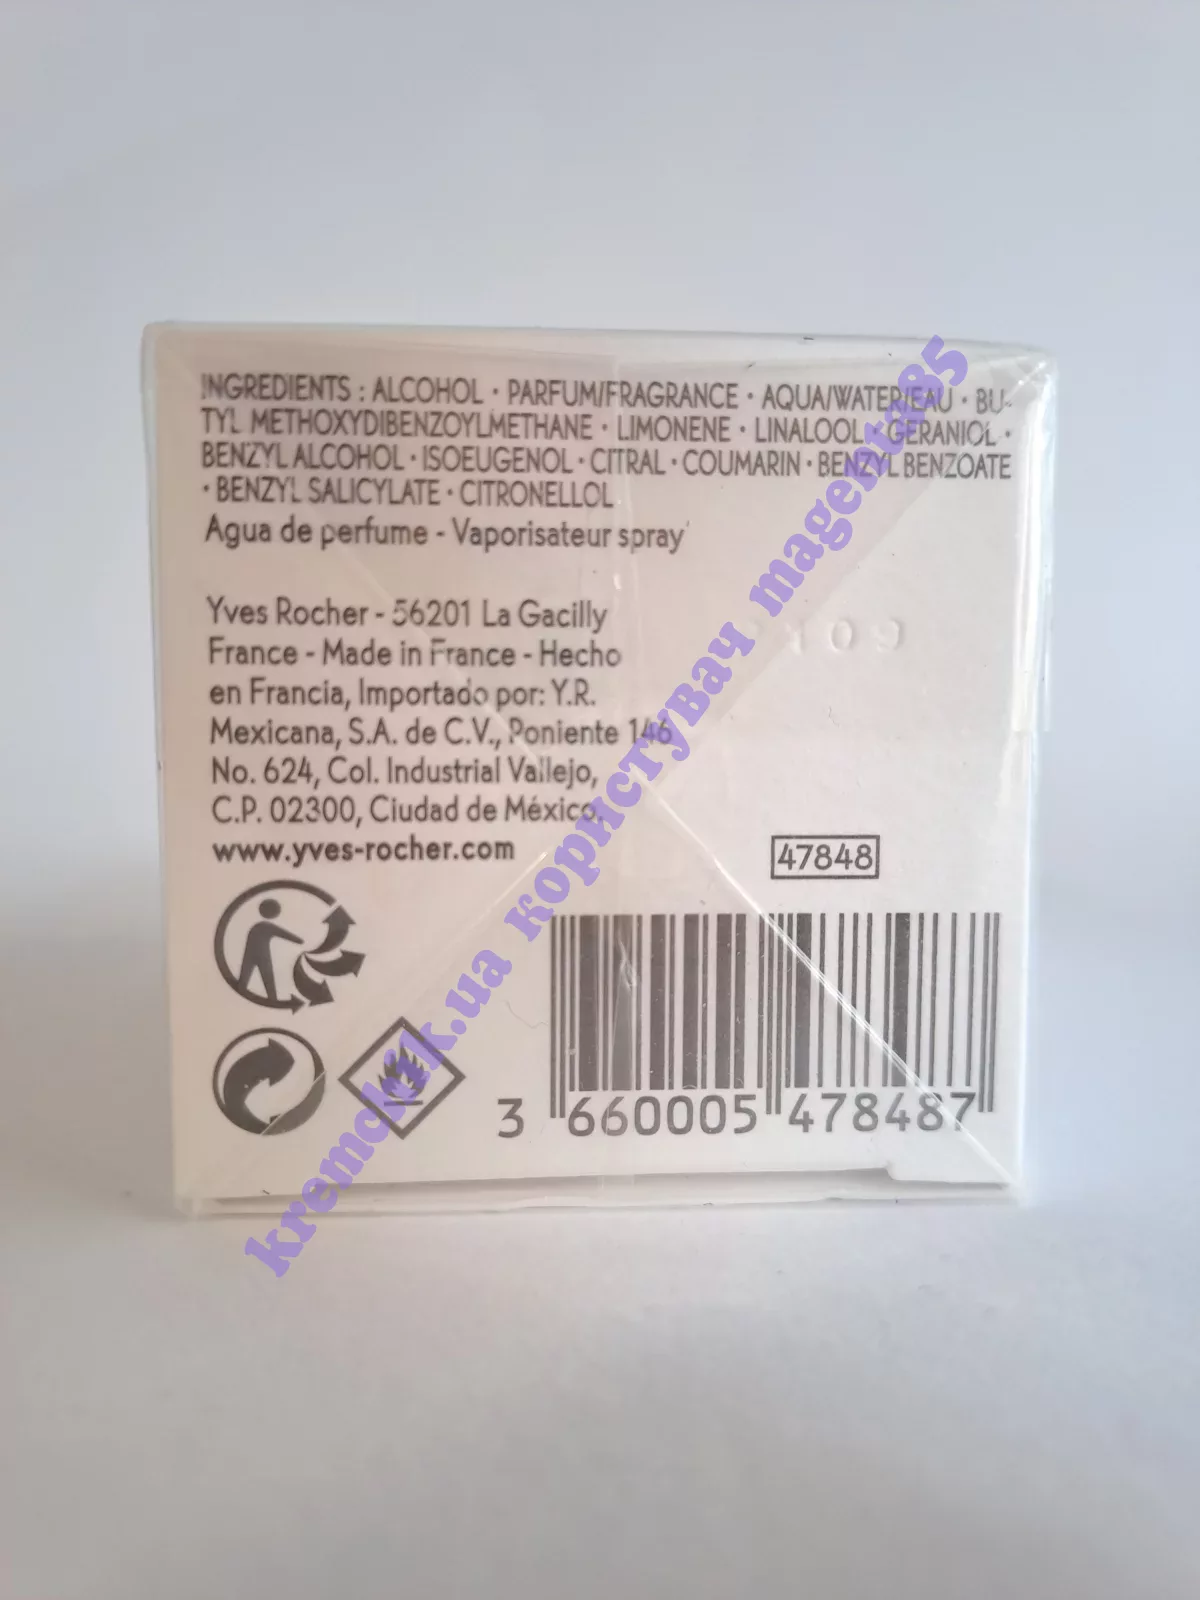 INGREDIENTS : ALCOHOL · PARFUM/FRAGRANCE · AQUA/WATER/EAU · BU-
TYL METHOXYDIBENZOYLMETHANE · LIMONENE · LINALOOL · GERANIOL ·
BENZYL ALCOHOL · ISOEUGENOL · CITRAL · COUMARIN · BENZYL BENZOATE
· BENZYL SALICYLATE · CITRONELLOL
Agua de perfume - Vaporisateur spray
Yves Rocher - 56201 La Gacilly
France - Made in France - Hecho
en Francia, Importado por: Y.R.
Mexicana, S.A. de C.V., Poniente 146
No. 624, Col. Industrial Vallejo,
C.P. 02300, Ciudad de México.
www.yves-rocher.com
47848
3 660005 478487
kremchik.ua користувач magenta85